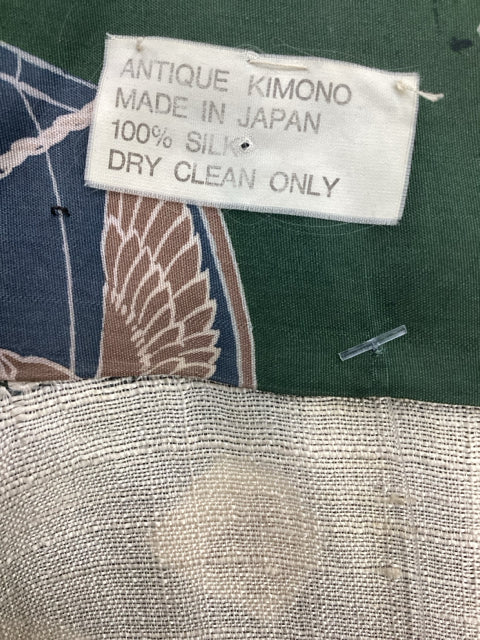 ANTIQUE KIMONO
MADE IN JAPAN
100% SILK
DRY CLEAN ONLY